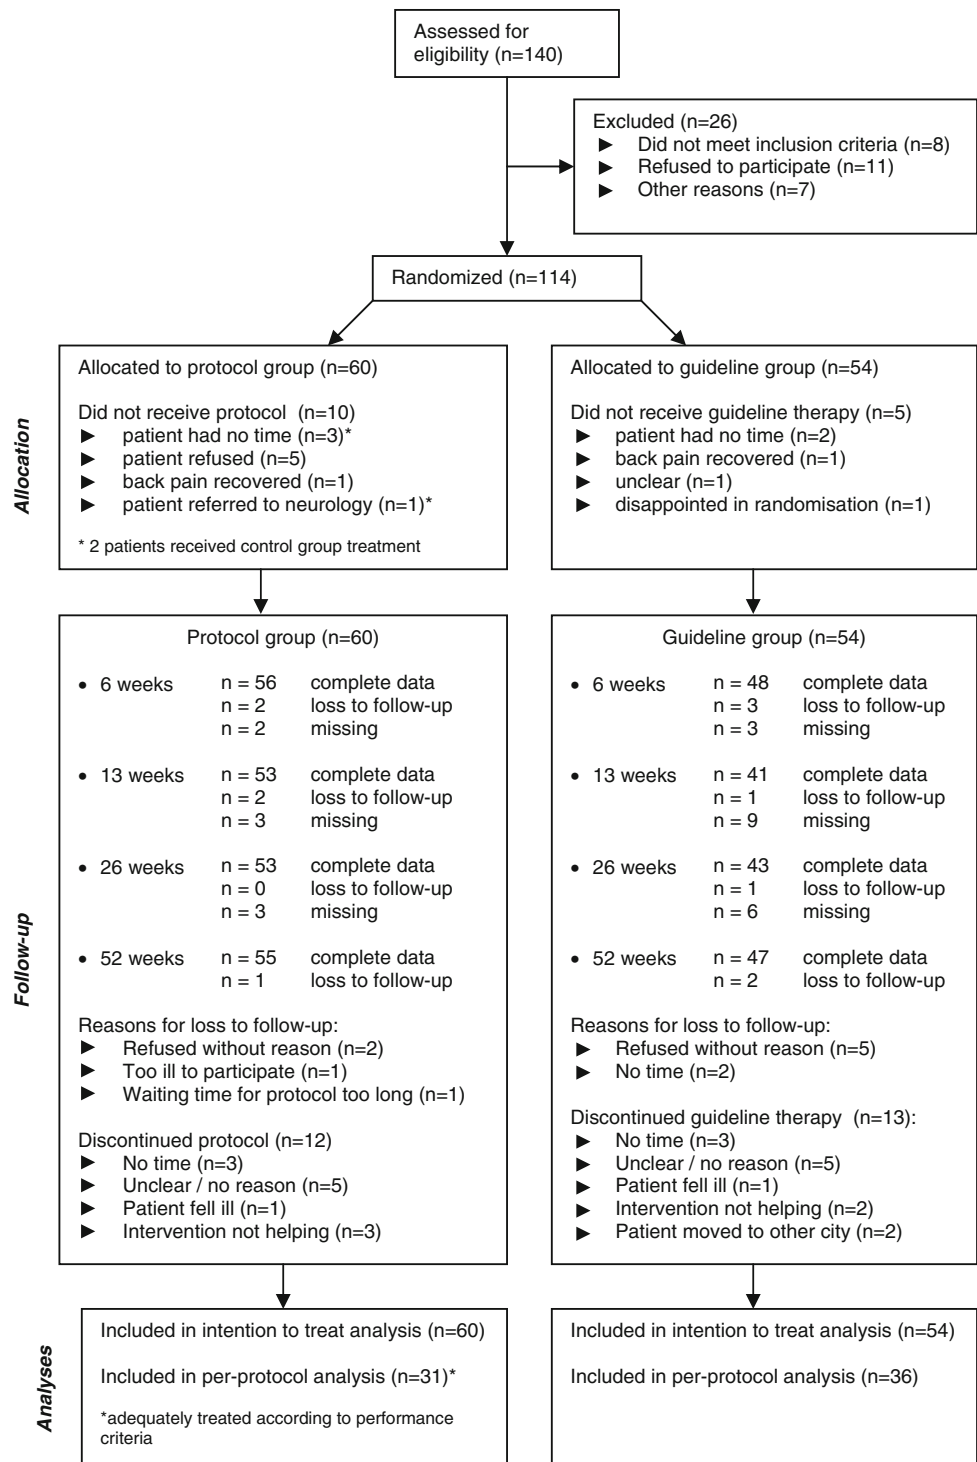 Assessed for
eligibility (n=140)
Excluded (n=26)
► Did not meet inclusion criteria (n=8)
► Refused to participate (n=11)
► Other reasons (n=7)
Randomized (n=114)
Allocation
Allocated to protocol group (n=60)
Did not receive protocol (n=10)
► patient had no time (n=3)*
► patient refused (n=5)
► back pain recovered (n=1)
► patient referred to neurology (n=1)*
* 2 patients received control group treatment
Allocated to guideline group (n=54)
Did not receive guideline therapy (n=5)
► patient had no time (n=2)
► back pain recovered (n=1)
► unclear (n=1)
► disappointed in randomisation (n=1)
Follow-up
Protocol group (n=60)
• 6 weeks n = 56 complete data
n = 2 loss to follow-up
n = 2 missing
• 13 weeks n = 53 complete data
n = 2 loss to follow-up
n = 3 missing
• 26 weeks n = 53 complete data
n = 0 loss to follow-up
n = 3 missing
• 52 weeks n = 55 complete data
n = 1 loss to follow-up
Reasons for loss to follow-up:
► Refused without reason (n=2)
► Too ill to participate (n=1)
► Waiting time for protocol too long (n=1)
Discontinued protocol (n=12)
► No time (n=3)
► Unclear / no reason (n=5)
► Patient fell ill (n=1)
► Intervention not helping (n=3)
Guideline group (n=54)
• 6 weeks n = 48 complete data
n = 3 loss to follow-up
n = 3 missing
• 13 weeks n = 41 complete data
n = 1 loss to follow-up
n = 9 missing
• 26 weeks n = 43 complete data
n = 1 loss to follow-up
n = 6 missing
• 52 weeks n = 47 complete data
n = 2 loss to follow-up
Reasons for loss to follow-up:
► Refused without reason (n=5)
► No time (n=2)
Discontinued guideline therapy (n=13):
► No time (n=3)
► Unclear / no reason (n=5)
► Patient fell ill (n=1)
► Intervention not helping (n=2)
► Patient moved to other city (n=2)
Analyses
Included in intention to treat analysis (n=60)
Included in per-protocol analysis (n=31)*
*adequately treated according to performance
criteria
Included in intention to treat analysis (n=54)
Included in per-protocol analysis (n=36)